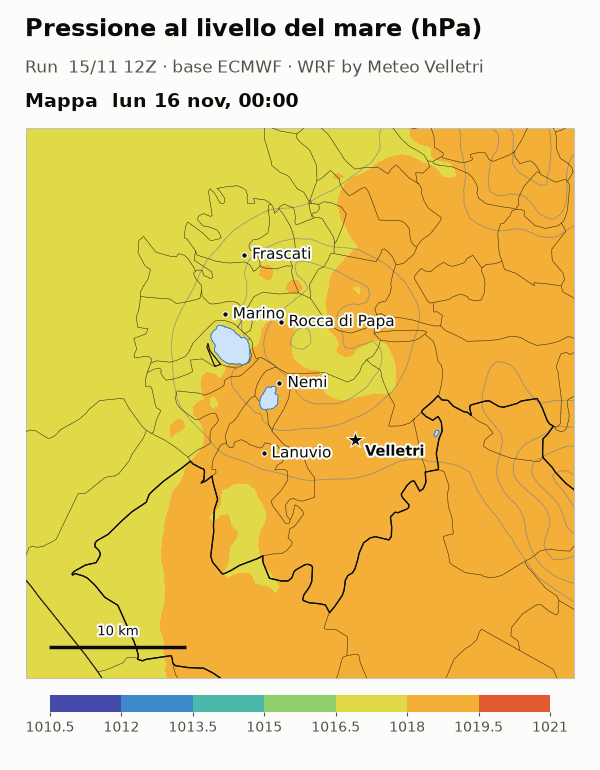 Pressione al livello del mare (hPa)
Run  15/11 12Z · base ECMWF · WRF by Meteo Velletri
Mappa  lun 16 nov, 00:00
Frascati
Marino
Rocca di Papa
Nemi
Velletri
Lanuvio
10 km
1010.5 1012 1013.5 1015 1016.5 1018 1019.5 1021